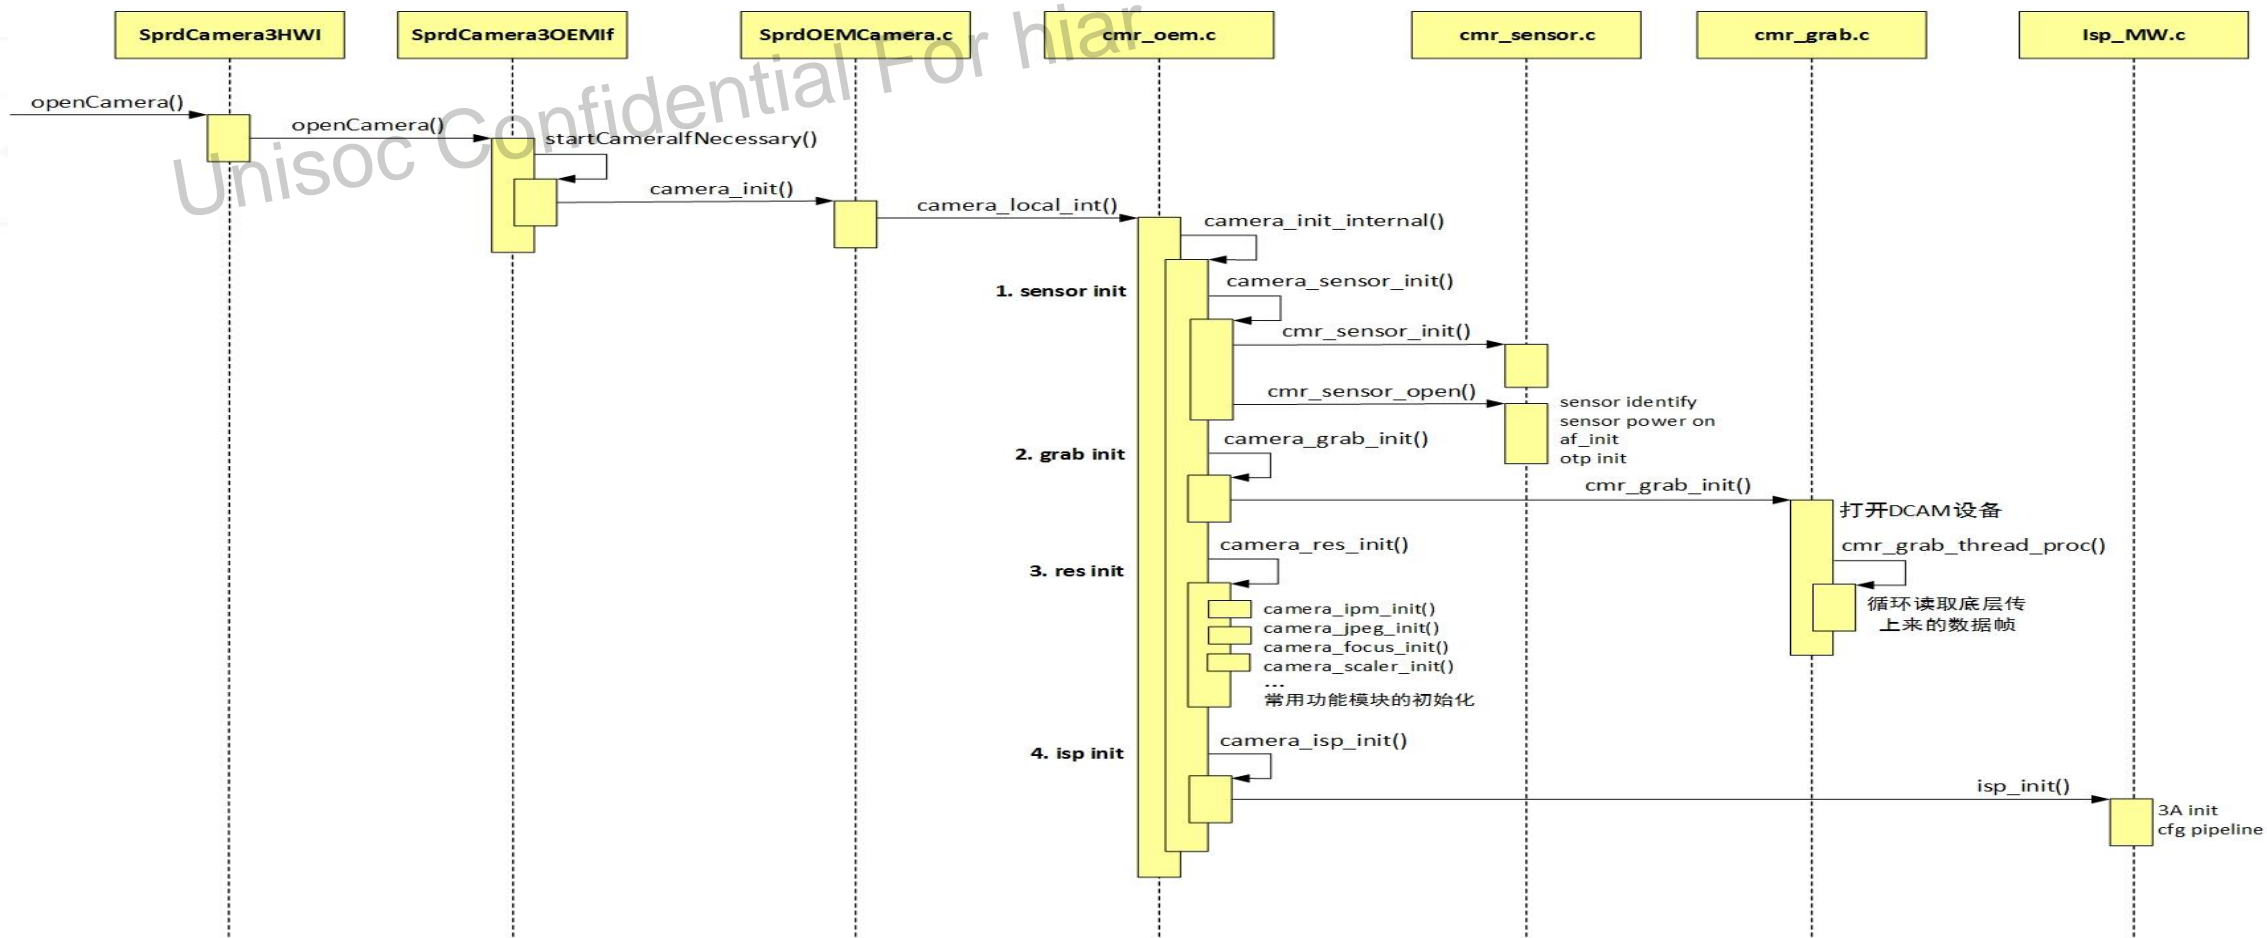 SprdCamera3HWI
SprdCamera3OEMIf
SprdOEMCamera.c
cmr_oem.c
cmr_sensor.c
cmr_grab.c
Isp_MW.c
Unisoc Confidential For hiar
openCamera()
openCamera()
startCameraIfNecessary()
camera_init()
camera_local_int()
camera_init_internal()
1. sensor init
camera_sensor_init()
cmr_sensor_init()
cmr_sensor_open()
sensor identify
sensor power on
af_init
otp init
2. grab init
camera_grab_init()
cmr_grab_init()
打开DCAM设备
cmr_grab_thread_proc()
循环读取底层传
上来的数据帧
3. res init
camera_res_init()
camera_ipm_init()
camera_jpeg_init()
camera_focus_init()
camera_scaler_init()
...
常用功能模块的初始化
4. isp init
camera_isp_init()
isp_init()
3A init
cfg pipeline